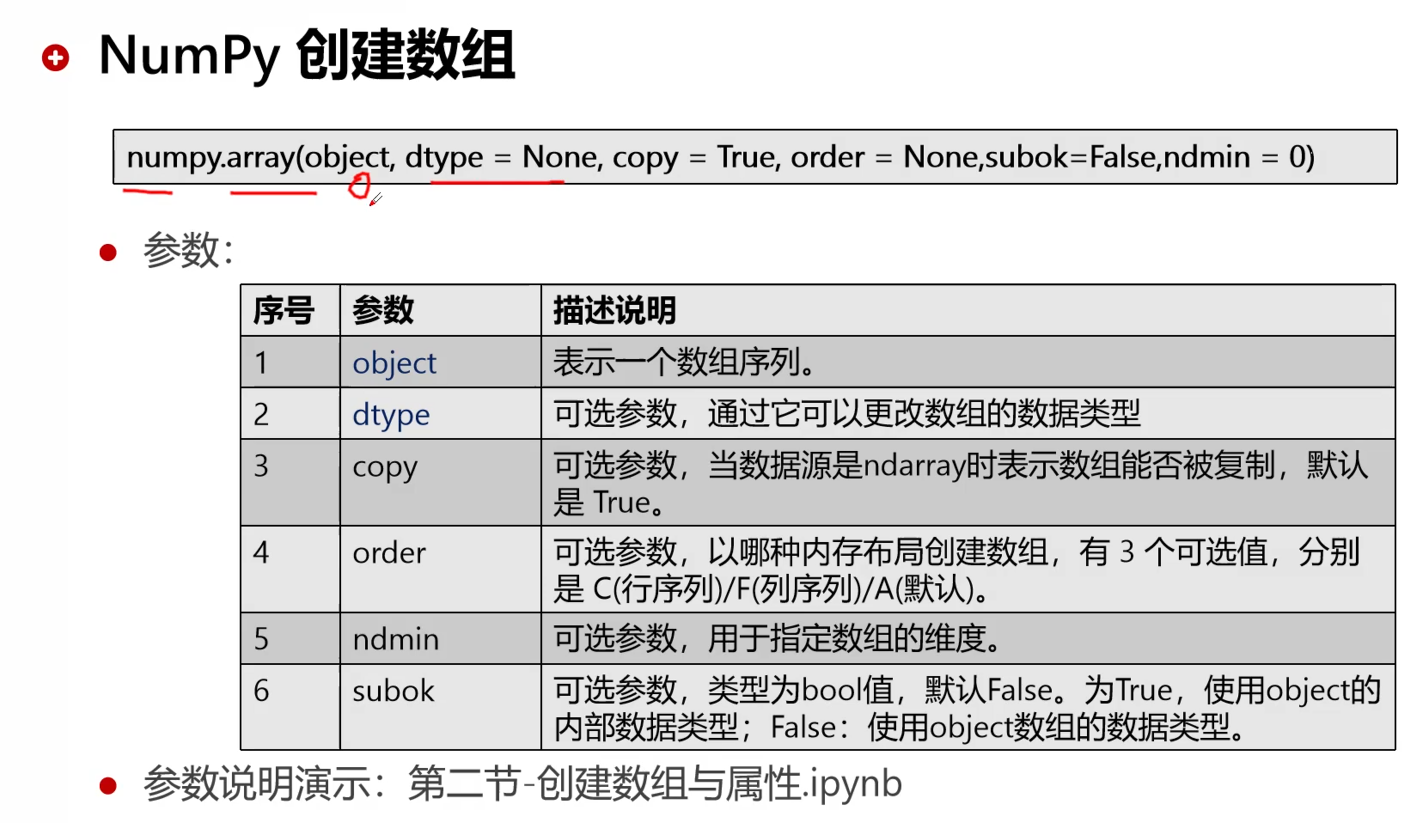 NumPy 创建数组
numpy.array(object, dtype = None, copy = True, order = None,subok=False,ndmin = 0)
参数：
序号 参数 描述说明
1 object 表示一个数组序列。
2 dtype 可选参数，通过它可以更改数组的数据类型
3 copy 可选参数，当数据源是ndarray时表示数组能否被复制，默认
是 True。
4 order 可选参数，以哪种内存布局创建数组，有 3 个可选值，分别
是 C(行序列)/F(列序列)/A(默认)。
5 ndmin 可选参数，用于指定数组的维度。
6 subok 可选参数，类型为bool值，默认False。为True，使用object的
内部数据类型；False：使用object数组的数据类型。
参数说明演示：第二节-创建数组与属性.ipynb